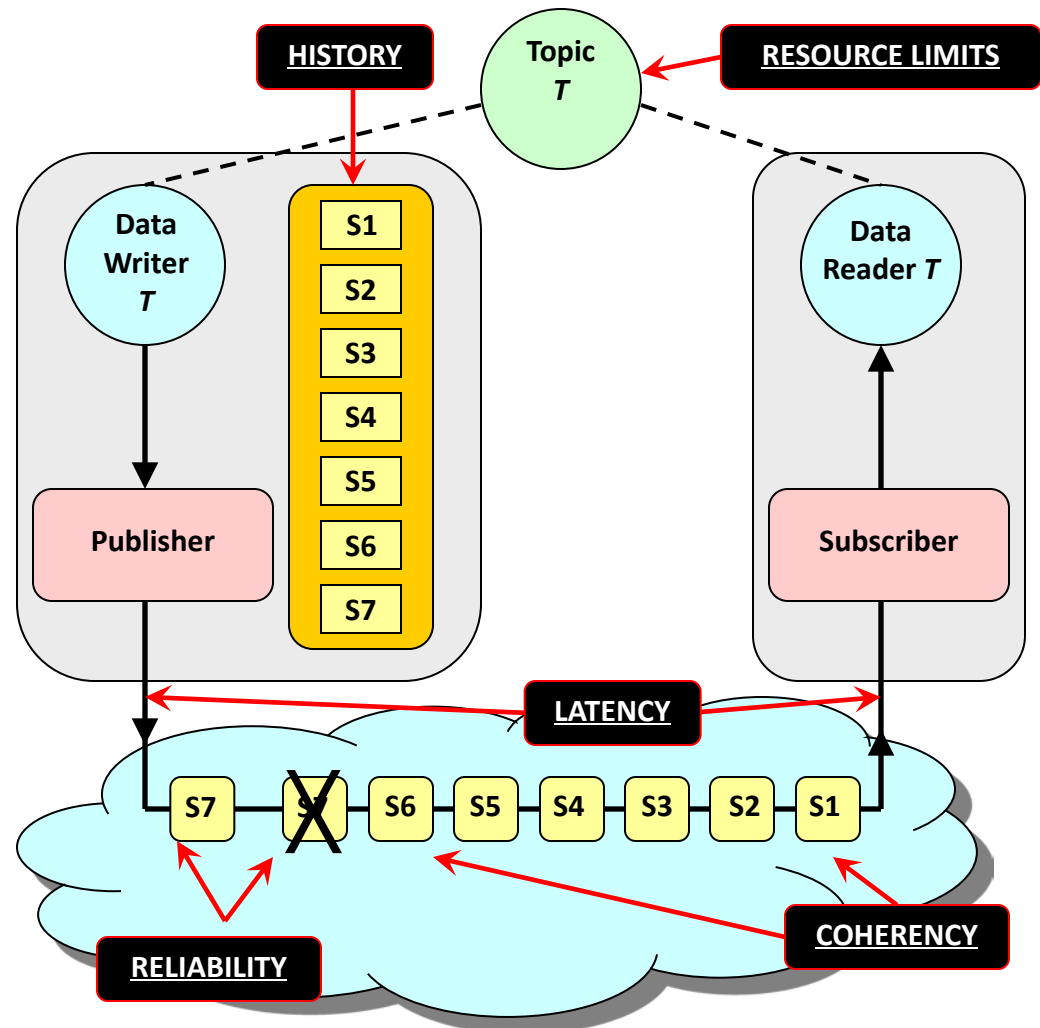 HISTORY
Topic
T
RESOURCE LIMITS
Data
Writer
T
S1
S2
S3
S4
S5
S6
S7
Data
Reader T
Publisher
Subscriber
LATENCY
S7
S7
S6
S5
S4
S3
S2
S1
RELIABILITY
COHERENCY